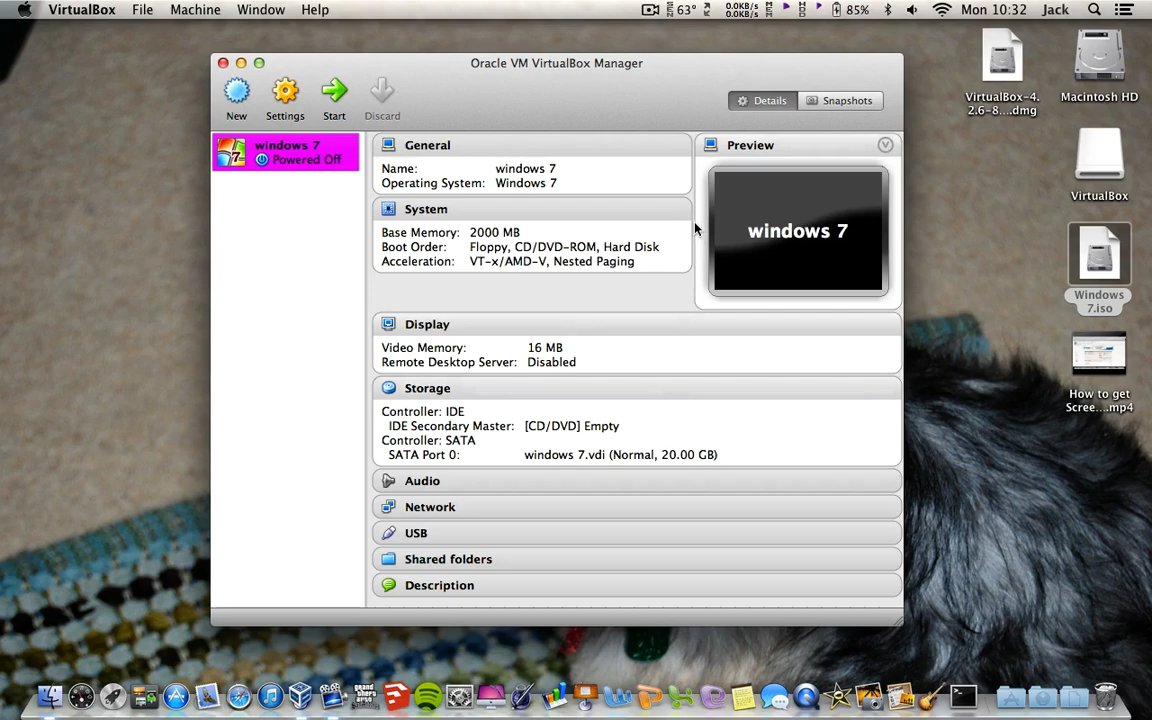 VirtualBox File Machine Window Help
63° 0.0KB/s 0.0KB/s 85% Mon 10:32 Jack
Oracle VM VirtualBox Manager
New Settings Start Discard
Details Snapshots
windows 7
Powered Off
General
Name: windows 7
Operating System: Windows 7
System
Base Memory: 2000 MB
Boot Order: Floppy, CD/DVD-ROM, Hard Disk
Acceleration: VT-x/AMD-V, Nested Paging
Preview
windows 7
Display
Video Memory: 16 MB
Remote Desktop Server: Disabled
Storage
Controller: IDE
IDE Secondary Master: [CD/DVD] Empty
Controller: SATA
SATA Port 0: windows 7.vdi (Normal, 20.00 GB)
Audio
Network
USB
Shared folders
Description
VirtualBox-4.
2.6-8....dmg
Macintosh HD
VirtualBox
Windows
7.iso
How to get
Scree....mp4